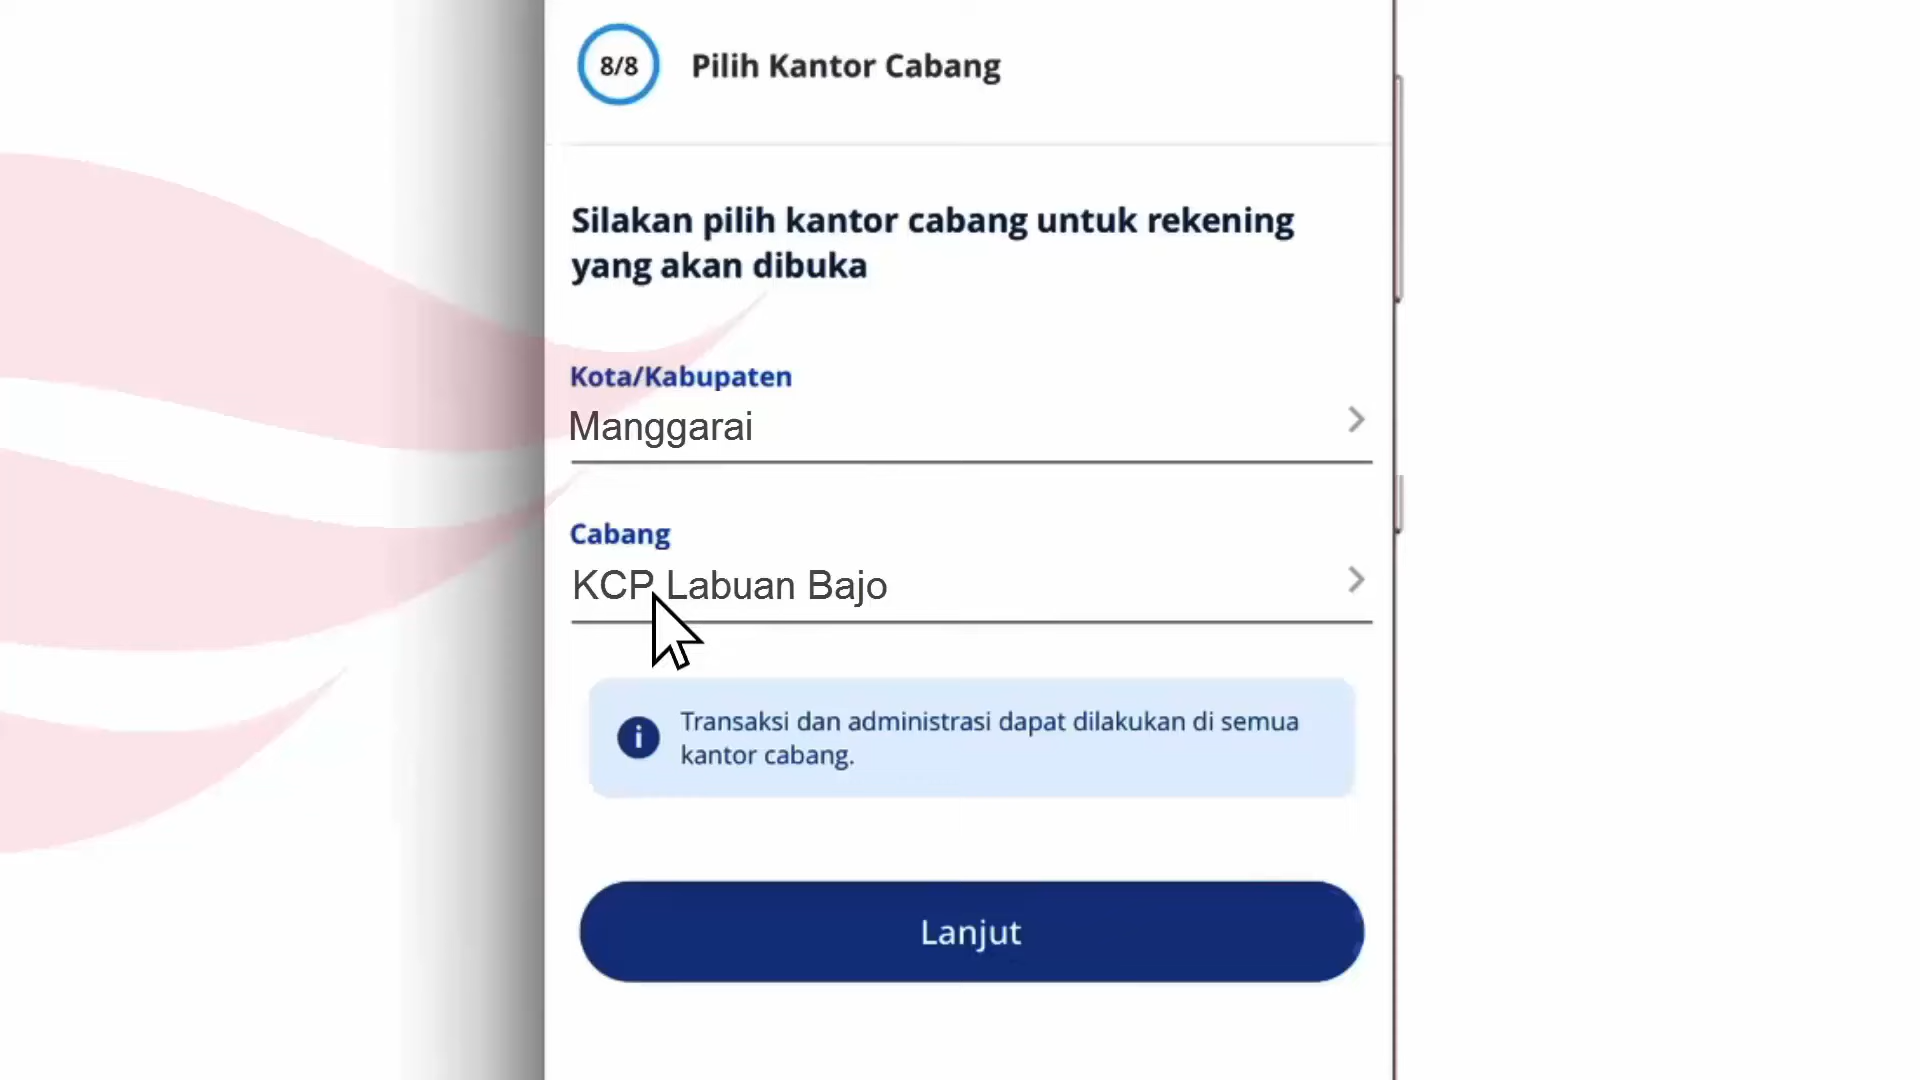 8/8
Pilih Kantor Cabang
Silakan pilih kantor cabang untuk rekening
yang akan dibuka
Kota/Kabupaten
Manggarai
Cabang
KCP Labuan Bajo
Transaksi dan administrasi dapat dilakukan di semua
kantor cabang.
Lanjut